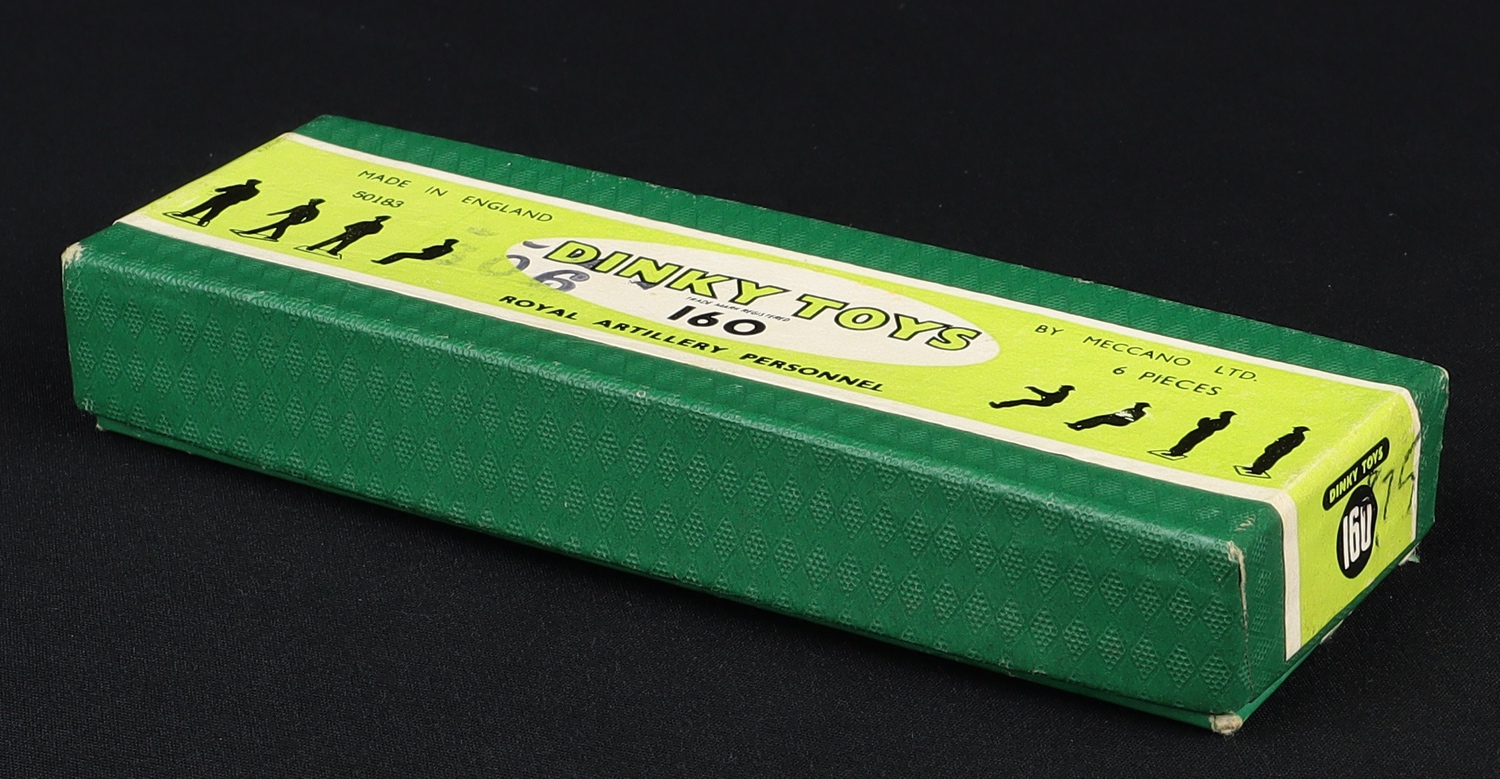 MADE IN ENGLAND
50183
DINKY TOYS
TRADE MARK REGISTERED
160
ROYAL ARTILLERY PERSONNEL
BY MECCANO LTD.
6 PIECES
DINKY TOYS
160